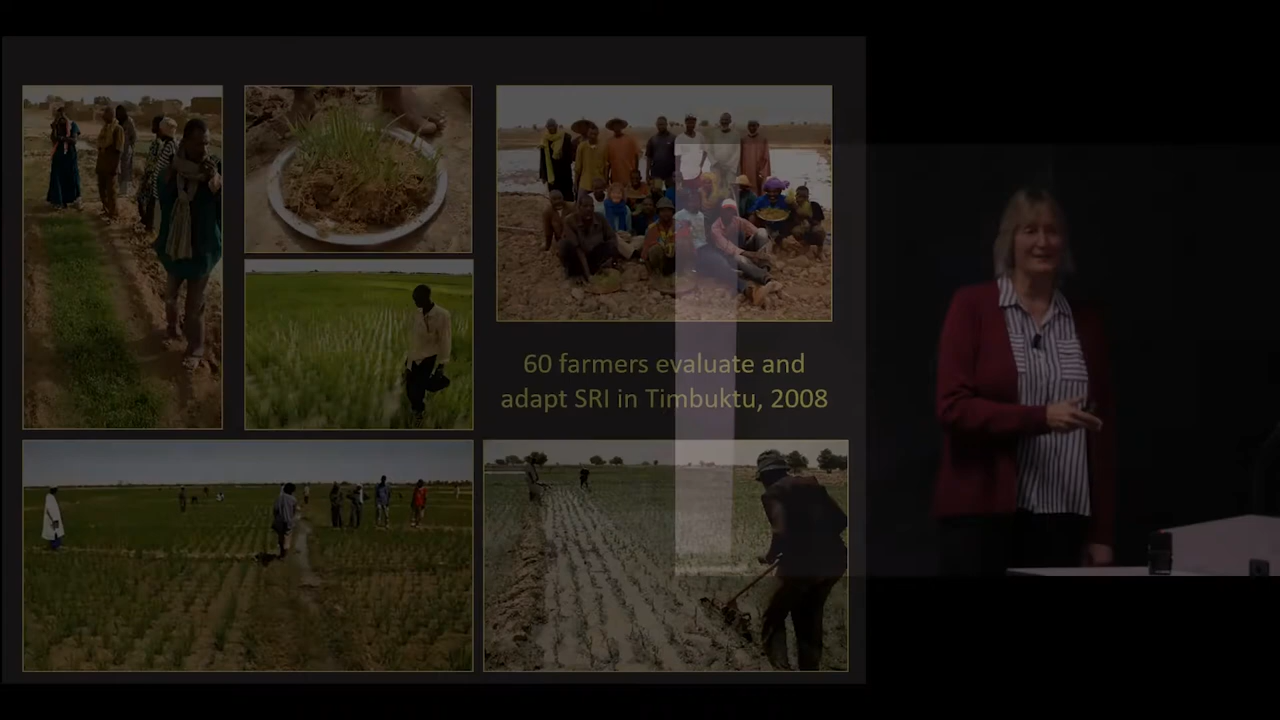 60 farmers evaluate and
adapt SRI in Timbuktu, 2008